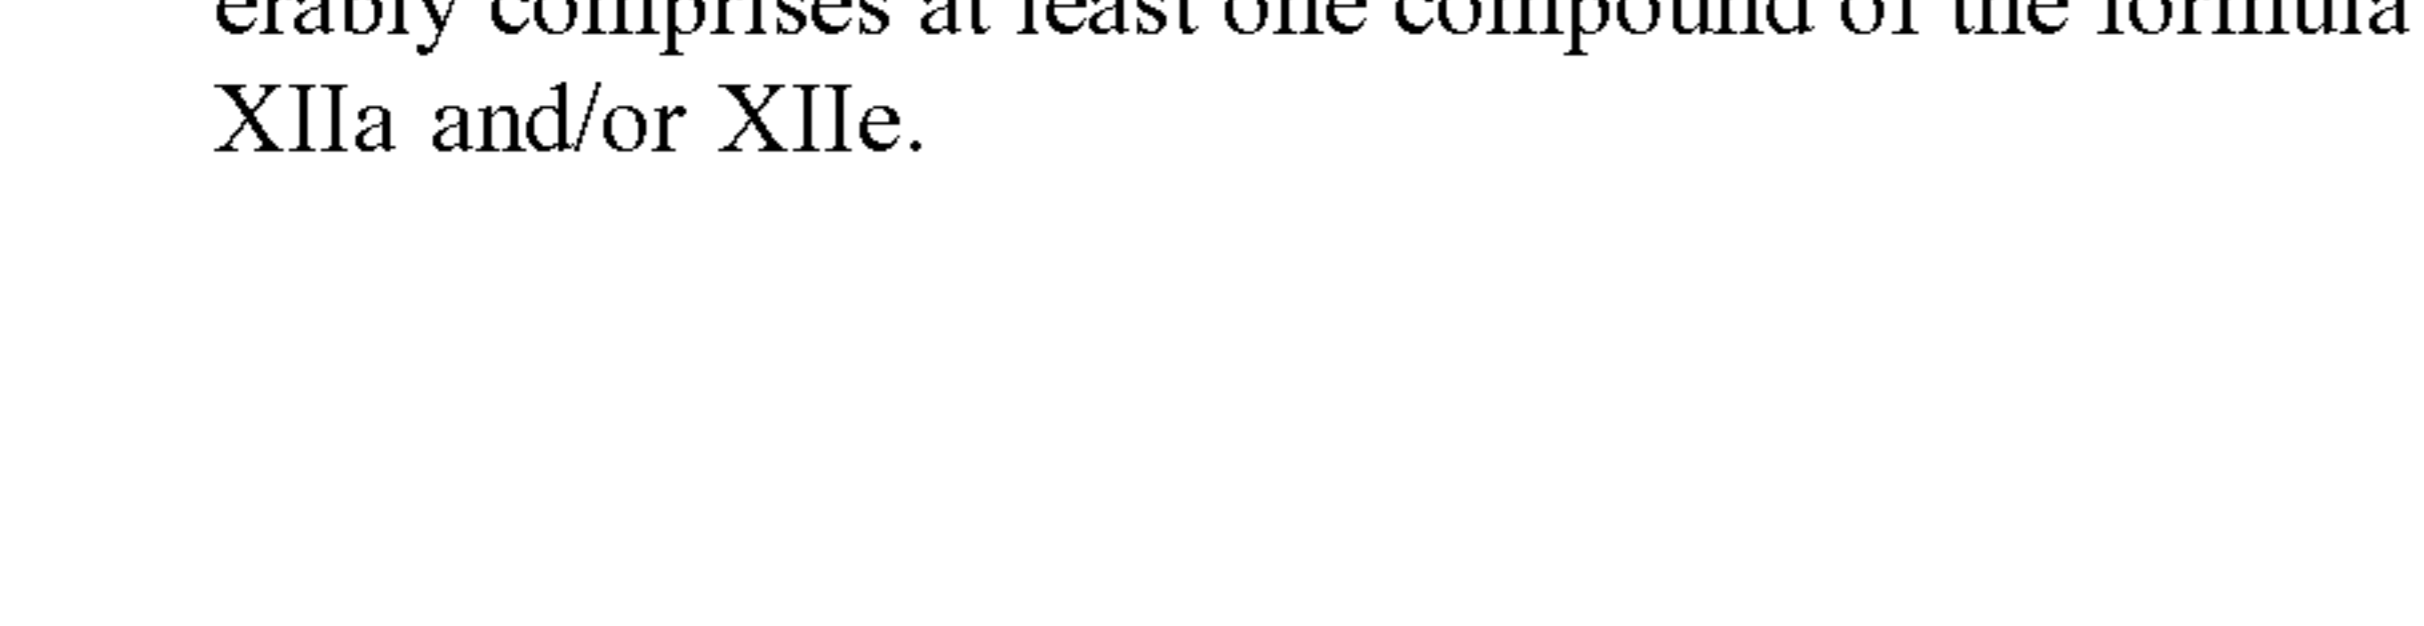 erably comprises at least one compound of the formula
XIIa and/or XIIe.